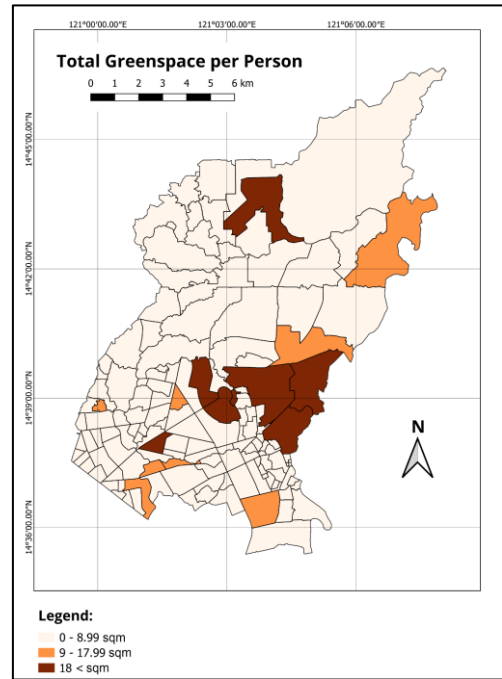 121°00'00.00"E 121°03'00.00"E 121°06'00.00"E
Total Greenspace per Person
0 1 2 3 4 5 6 km
14°45'00.00"N
14°42'00.00"N
14°39'00.00"N
14°36'00.00"N
N
Legend:
0 - 8.99 sqm
9 - 17.99 sqm
18 < sqm